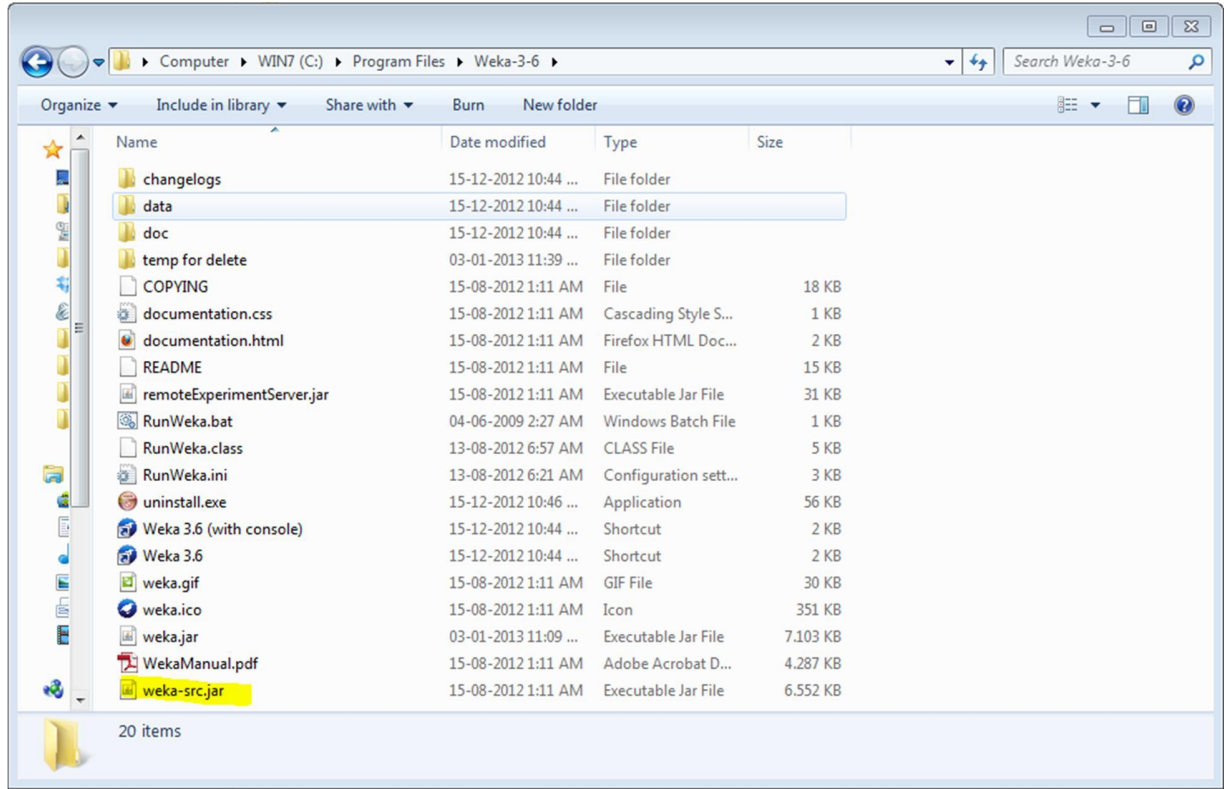 Computer ▸ WIN7 (C:) ▸ Program Files ▸ Weka-3-6 ▸ Search Weka-3-6
Organize Include in library Share with Burn New folder
Name Date modified Type Size
changelogs 15-12-2012 10:44 ... File folder
data 15-12-2012 10:44 ... File folder
doc 15-12-2012 10:44 ... File folder
temp for delete 03-01-2013 11:39 ... File folder
COPYING 15-08-2012 1:11 AM File 18 KB
documentation.css 15-08-2012 1:11 AM Cascading Style S... 1 KB
documentation.html 15-08-2012 1:11 AM Firefox HTML Doc... 2 KB
README 15-08-2012 1:11 AM File 15 KB
remoteExperimentServer.jar 15-08-2012 1:11 AM Executable Jar File 31 KB
RunWeka.bat 04-06-2009 2:27 AM Windows Batch File 1 KB
RunWeka.class 13-08-2012 6:57 AM CLASS File 5 KB
RunWeka.ini 13-08-2012 6:21 AM Configuration sett... 3 KB
uninstall.exe 15-12-2012 10:46 ... Application 56 KB
Weka 3.6 (with console) 15-12-2012 10:44 ... Shortcut 2 KB
Weka 3.6 15-12-2012 10:44 ... Shortcut 2 KB
weka.gif 15-08-2012 1:11 AM GIF File 30 KB
weka.ico 15-08-2012 1:11 AM Icon 351 KB
weka.jar 03-01-2013 11:09 ... Executable Jar File 7.103 KB
WekaManual.pdf 15-08-2012 1:11 AM Adobe Acrobat D... 4.287 KB
weka-src.jar 15-08-2012 1:11 AM Executable Jar File 6.552 KB
20 items